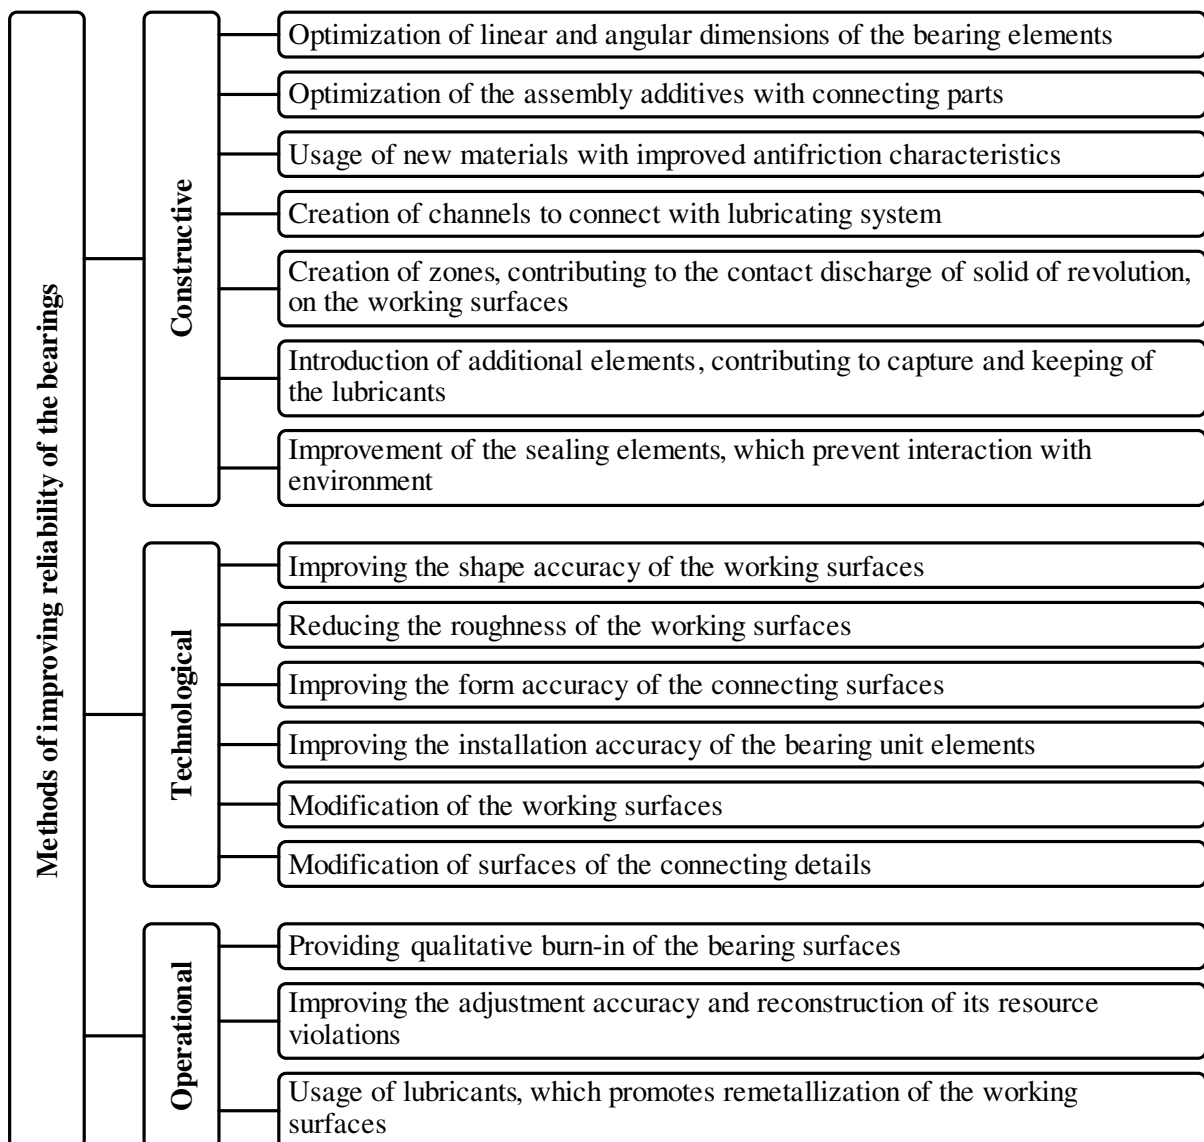 Methods of improving reliability of the bearings
Constructive
Optimization of linear and angular dimensions of the bearing elements
Optimization of the assembly additives with connecting parts
Usage of new materials with improved antifriction characteristics
Creation of channels to connect with lubricating system
Creation of zones, contributing to the contact discharge of solid of revolution,
on the working surfaces
Introduction of additional elements, contributing to capture and keeping of
the lubricants
Improvement of the sealing elements, which prevent interaction with
environment
Technological
Improving the shape accuracy of the working surfaces
Reducing the roughness of the working surfaces
Improving the form accuracy of the connecting surfaces
Improving the installation accuracy of the bearing unit elements
Modification of the working surfaces
Modification of surfaces of the connecting details
Operational
Providing qualitative burn-in of the bearing surfaces
Improving the adjustment accuracy and reconstruction of its resource
violations
Usage of lubricants, which promotes remetallization of the working
surfaces